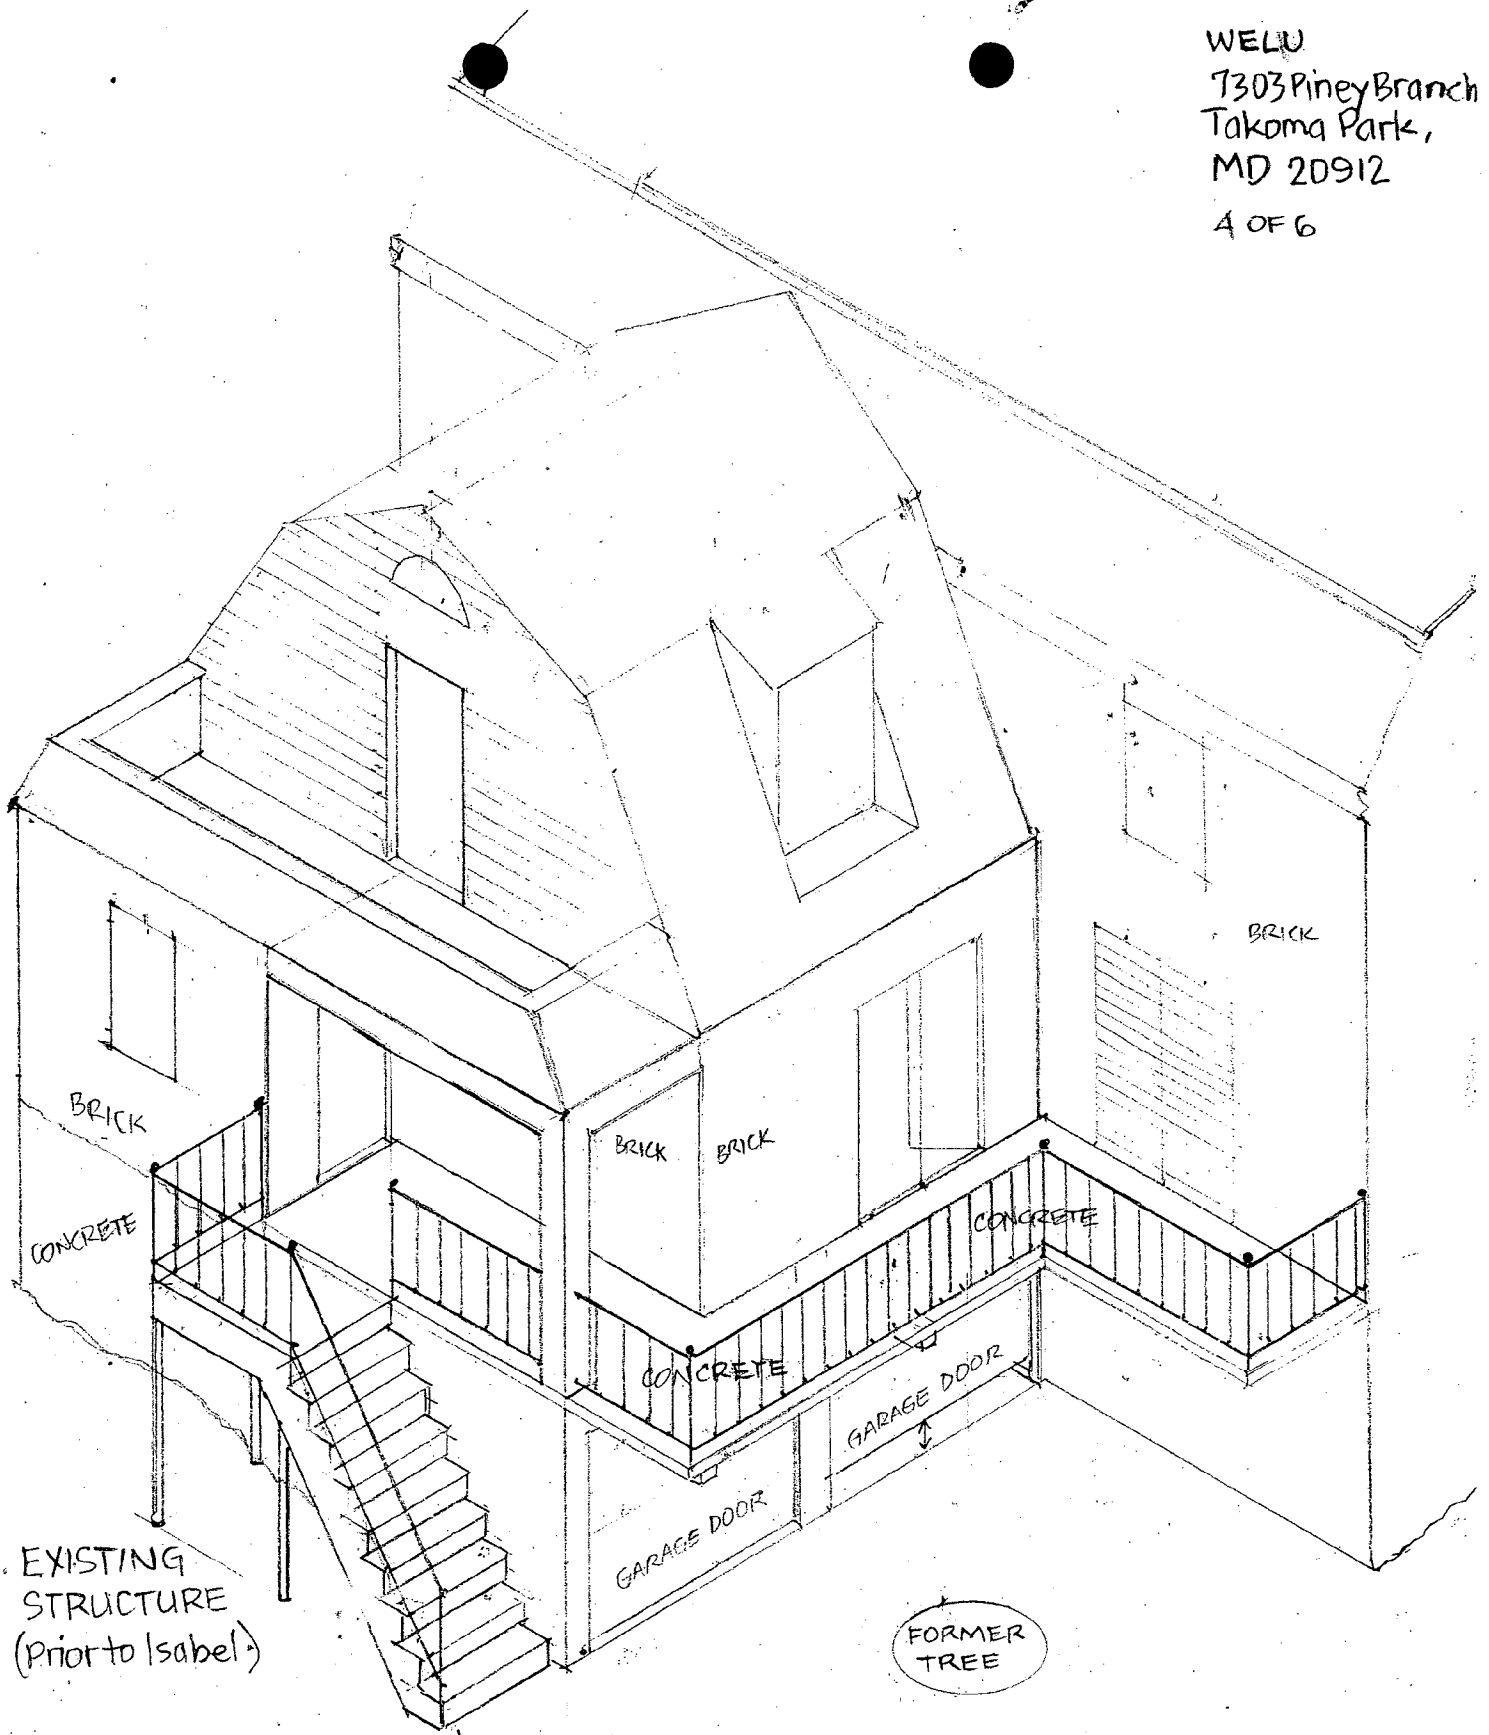 WELU
7303 Piney Branch
Takoma Park,
MD 20912
4 OF 6
BRICK
BRICK
BRICK
BRICK
CONCRETE
CONCRETE
CONCRETE
GARAGE DOOR
GARAGE DOOR
EXISTING
STRUCTURE
(Prior to Isabel)
FORMER
TREE